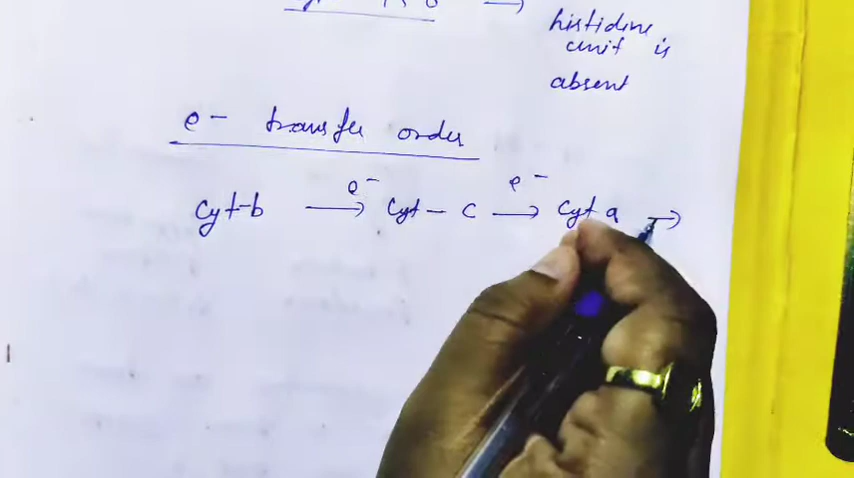 histidine
unit is
absent
e- transfer order
e- e-
Cyt-b → Cyt - c → Cyt a →